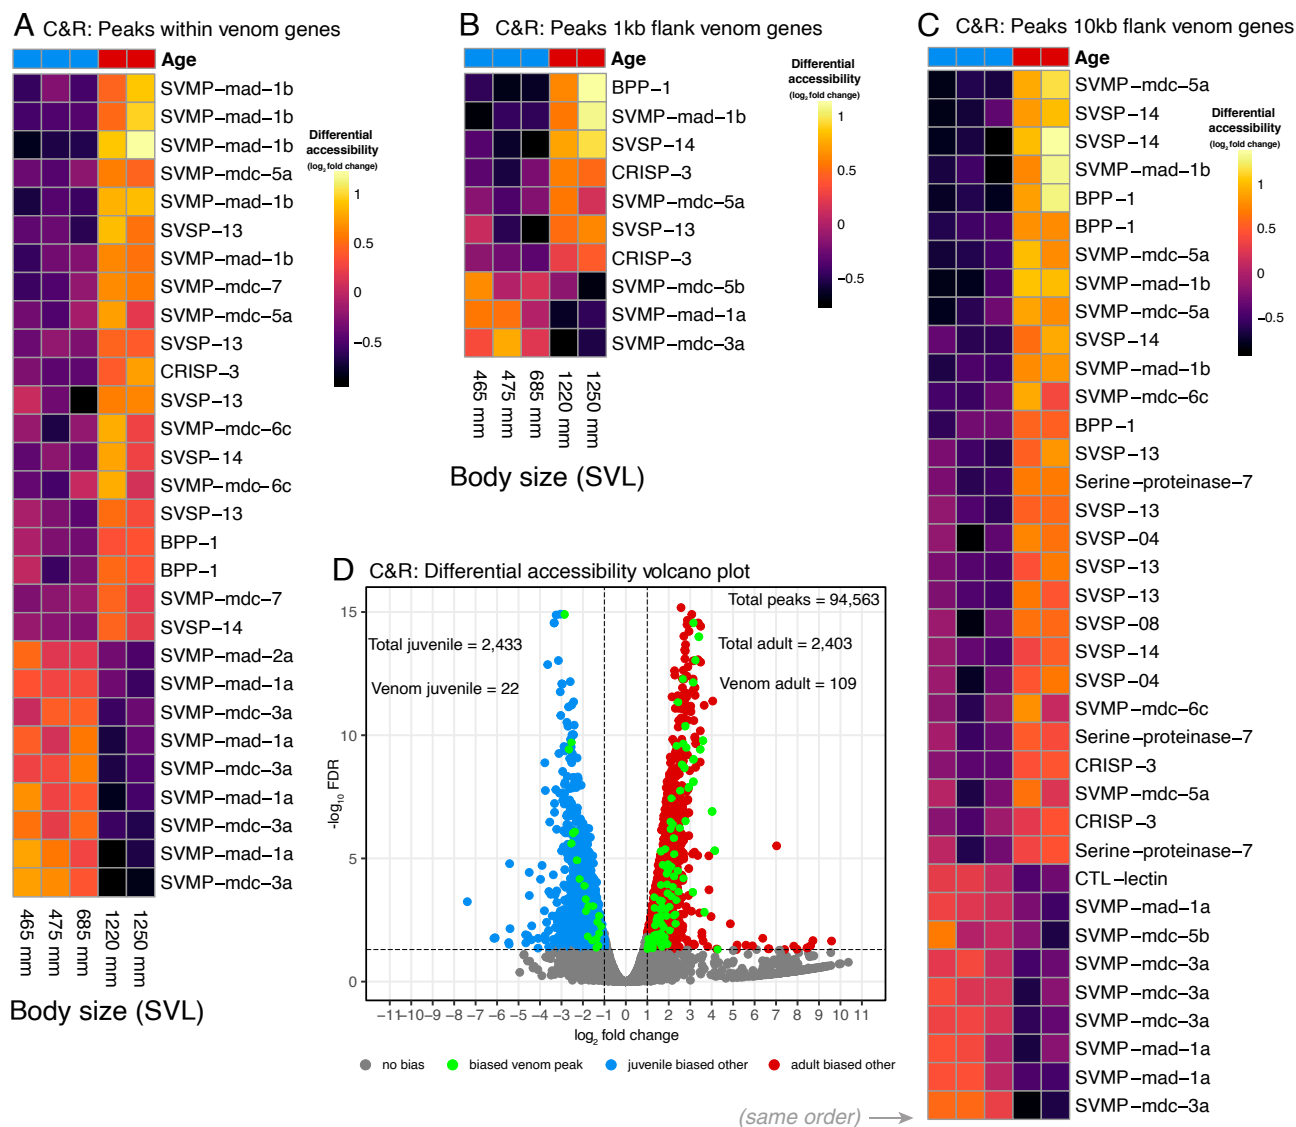 A C&R: Peaks within venom genes
Age
SVMP−mad−1b
SVMP−mad−1b
SVMP−mad−1b
SVMP−mdc−5a
SVMP−mad−1b
SVSP−13
SVMP−mad−1b
SVMP−mdc−7
SVMP−mdc−5a
SVSP−13
CRISP−3
SVSP−13
SVMP−mdc−6c
SVSP−14
SVMP−mdc−6c
SVSP−13
BPP−1
BPP−1
SVMP−mdc−7
SVSP−14
SVMP−mad−2a
SVMP−mad−1a
SVMP−mdc−3a
SVMP−mad−1a
SVMP−mdc−3a
SVMP−mad−1a
SVMP−mdc−3a
SVMP−mad−1a
SVMP−mdc−3a
465 mm
475 mm
685 mm
1220 mm
1250 mm
Body size (SVL)
Differential
accessibility
(log2 fold change)
1
0.5
0
−0.5
B C&R: Peaks 1kb flank venom genes
Age
BPP−1
SVMP−mad−1b
SVSP−14
CRISP−3
SVMP−mdc−5a
SVSP−13
CRISP−3
SVMP−mdc−5b
SVMP−mad−1a
SVMP−mdc−3a
465 mm
475 mm
685 mm
1220 mm
1250 mm
Body size (SVL)
Differential
accessibility
(log2 fold change)
1
0.5
0
−0.5
C C&R: Peaks 10kb flank venom genes
Age
SVMP−mdc−5a
SVSP−14
SVSP−14
SVMP−mad−1b
BPP−1
BPP−1
SVMP−mdc−5a
SVMP−mad−1b
SVMP−mdc−5a
SVSP−14
SVMP−mad−1b
SVMP−mdc−6c
BPP−1
SVSP−13
Serine−proteinase−7
SVSP−13
SVSP−04
SVSP−13
SVSP−13
SVSP−08
SVSP−14
SVSP−04
SVMP−mdc−6c
Serine−proteinase−7
CRISP−3
SVMP−mdc−5a
CRISP−3
Serine−proteinase−7
CTL−lectin
SVMP−mad−1a
SVMP−mdc−5b
SVMP−mdc−3a
SVMP−mdc−3a
SVMP−mdc−3a
SVMP−mad−1a
SVMP−mad−1a
SVMP−mdc−3a
(same order)
Differential
accessibility
(log2 fold change)
1
0.5
0
−0.5
D C&R: Differential accessibility volcano plot
Total peaks = 94,563
Total juvenile = 2,433
Total adult = 2,403
Venom juvenile = 22
Venom adult = 109
-log10 FDR
15
10
5
0
−11 −10 −9 −8 −7 −6 −5 −4 −3 −2 −1 0 1 2 3 4 5 6 7 8 9 10 11
log2 fold change
no bias biased venom peak juvenile biased other adult biased other